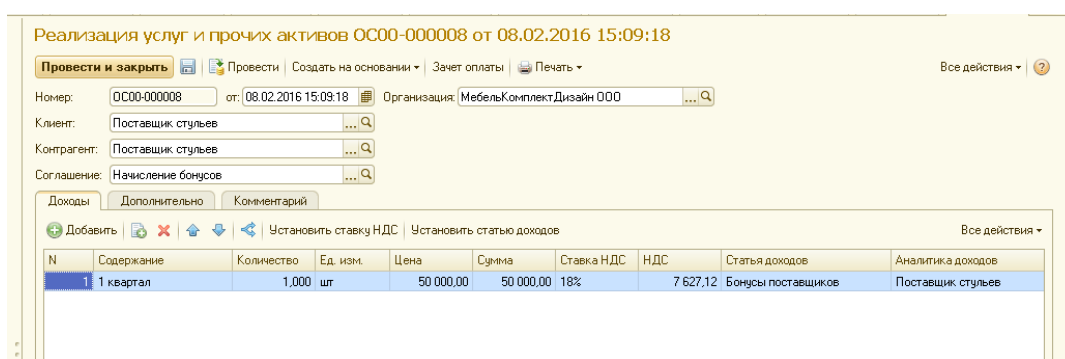 Реализация услуг и прочих активов ОС00-000008 от 08.02.2016 15:09:18
Провести и закрыть Провести Создать на основании Зачет оплаты Печать Все действия
Номер: ОС00-000008 от: 08.02.2016 15:09:18 Организация: МебельКомплектДизайн ООО ...
Клиент: Поставщик стульев ...
Контрагент: Поставщик стульев ...
Соглашение: Начисление бонусов ...
Доходы Дополнительно Комментарий
Добавить Установить ставку НДС Установить статью доходов Все действия
N Содержание Количество Ед. изм. Цена Сумма Ставка НДС НДС Статья доходов Аналитика доходов
1 1 квартал 1,000 шт 50 000,00 50 000,00 18% 7 627,12 Бонусы поставщиков Поставщик стульев